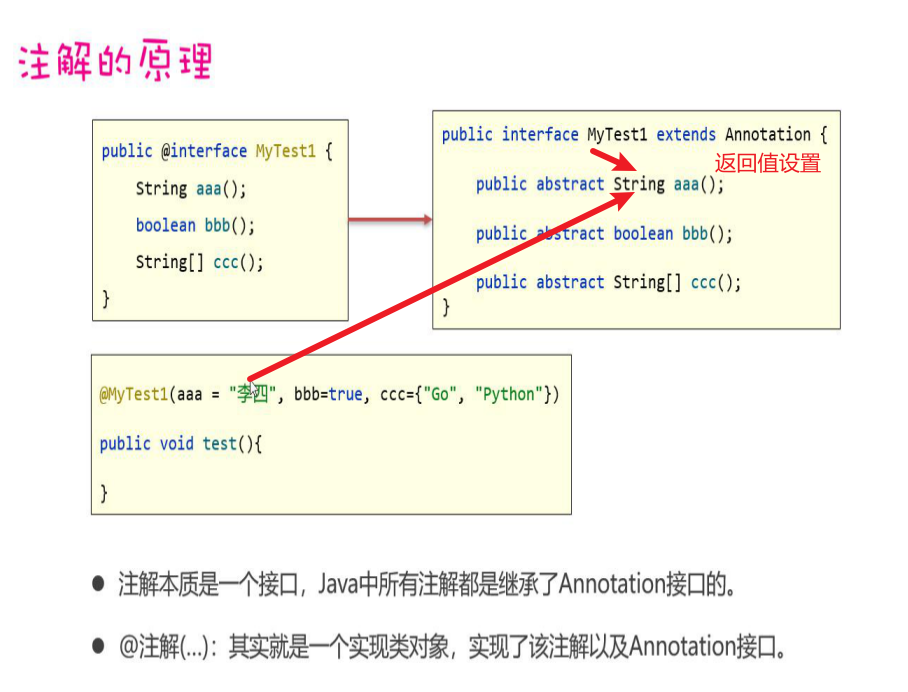 注解的原理
public @interface MyTest1 {
String aaa();
boolean bbb();
String[] ccc();
}
public interface MyTest1 extends Annotation {
返回值设置
public abstract String aaa();
public abstract boolean bbb();
public abstract String[] ccc();
}
@MyTest1(aaa = "李四", bbb=true, ccc={"Go", "Python"})
public void test(){
}
● 注解本质是一个接口，Java中所有注解都是继承了Annotation接口的。
● @注解(…)：其实就是一个实现类对象，实现了该注解以及Annotation接口。